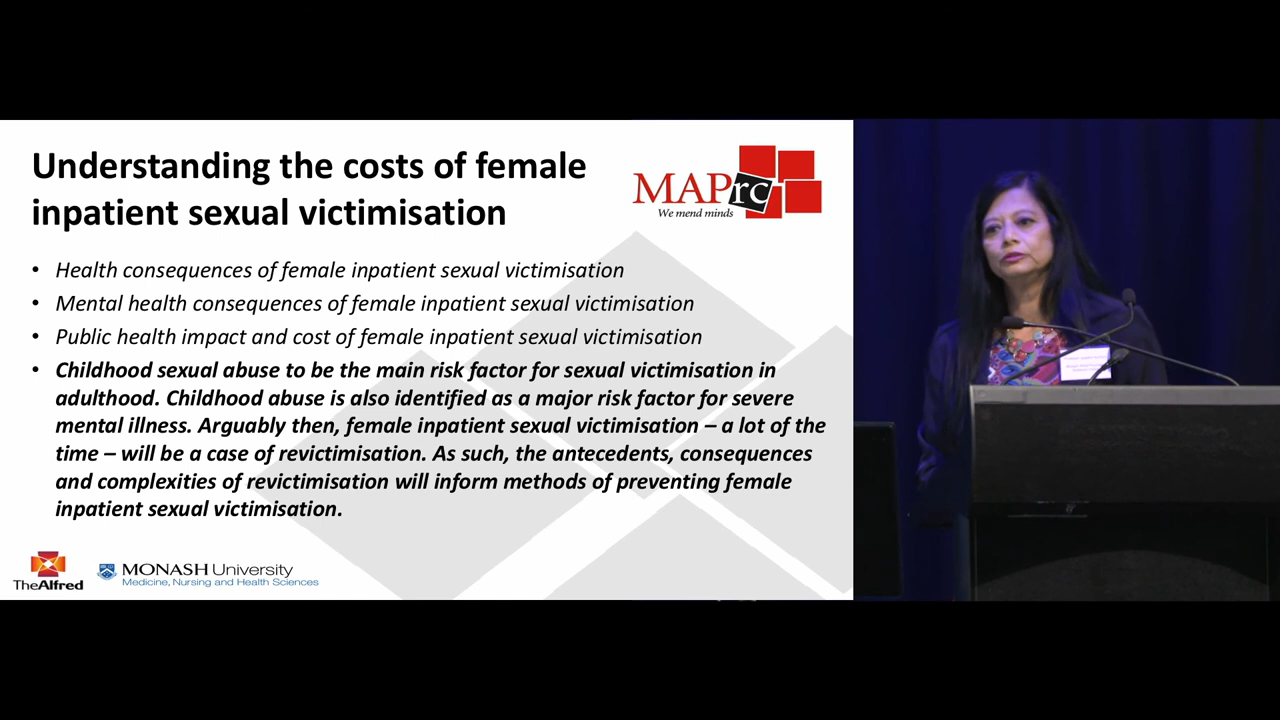 Understanding the costs of female
inpatient sexual victimisation
MAPrc
We mend minds
• Health consequences of female inpatient sexual victimisation
• Mental health consequences of female inpatient sexual victimisation
• Public health impact and cost of female inpatient sexual victimisation
• Childhood sexual abuse to be the main risk factor for sexual victimisation in
adulthood. Childhood abuse is also identified as a major risk factor for severe
mental illness. Arguably then, female inpatient sexual victimisation – a lot of the
time – will be a case of revictimisation. As such, the antecedents, consequences
and complexities of revictimisation will inform methods of preventing female
inpatient sexual victimisation.
TheAlfred
MONASH University
Medicine, Nursing and Health Sciences